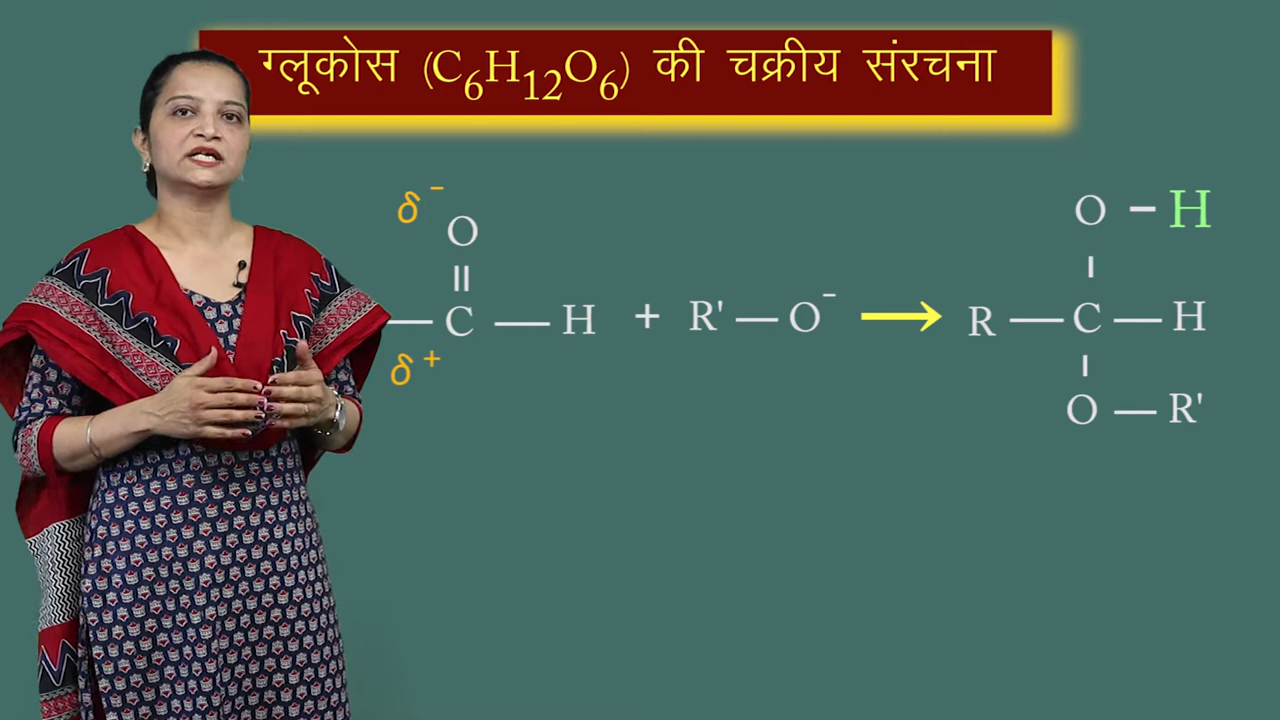 ग्लूकोस (C6H12O6) की चक्रीय संरचना
δ − O
||
— C — H + R' — O− → R — C — H
δ +
O – H
|
|
O — R'